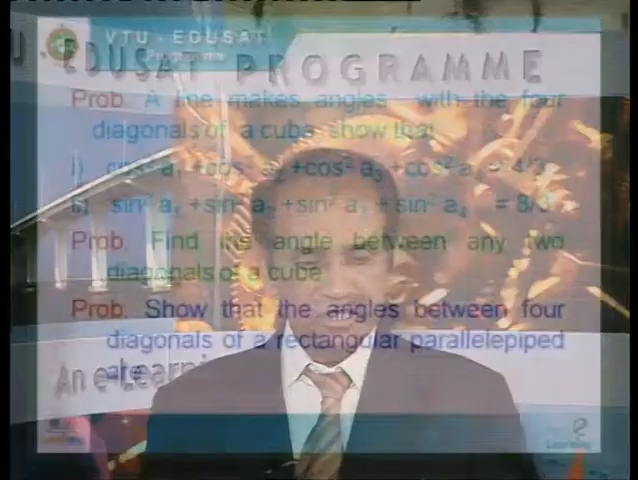 VTU - EDUSAT
Programme
U - EDUSAT PROGRAMME
Prob. A line makes angles with the four
diagonals of a cube show that
i) cos² a₁ +cos² a₂ +cos² a₃ +cos² a₄ = 4/3
ii) sin² a₁ +sin² a₂ +sin² a₃ +sin² a₄ = 8/3
Prob. Find the angle between any two
diagonals of a cube
Prob. Show that the angles between four
diagonals of a rectangular parallelepiped
are
An e-Learni
Learning